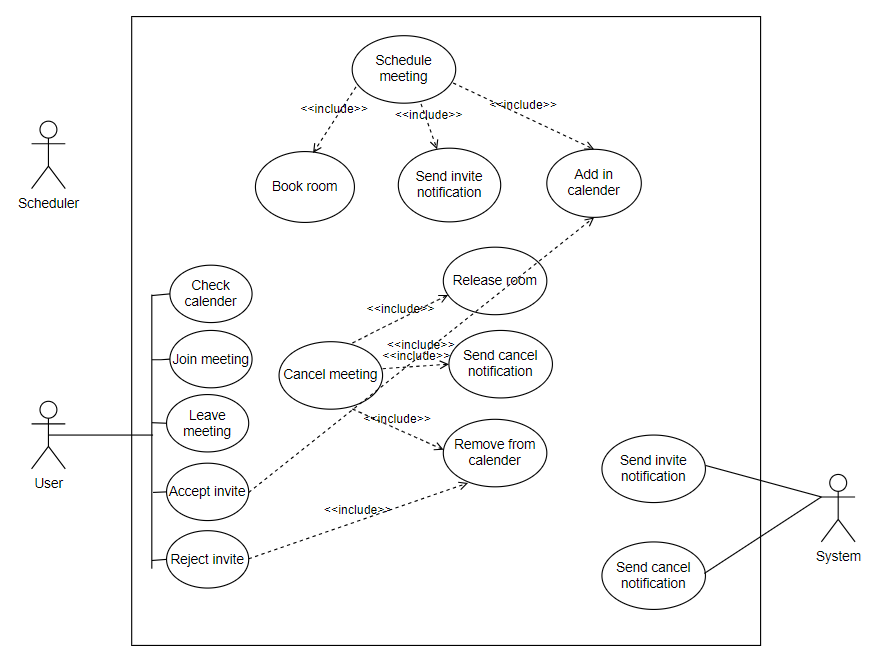 Schedule
meeting
<<include>>
<<include>>
<<include>>
Book room
Send invite
notification
Add in
calender
Scheduler
Check
calender
Release room
<<include>>
Join meeting
<<include>>
<<include>>
Cancel meeting
Send cancel
notification
Leave
meeting
<<include>>
Remove from
calender
User
Accept invite
<<include>>
Reject invite
Send invite
notification
System
Send cancel
notification